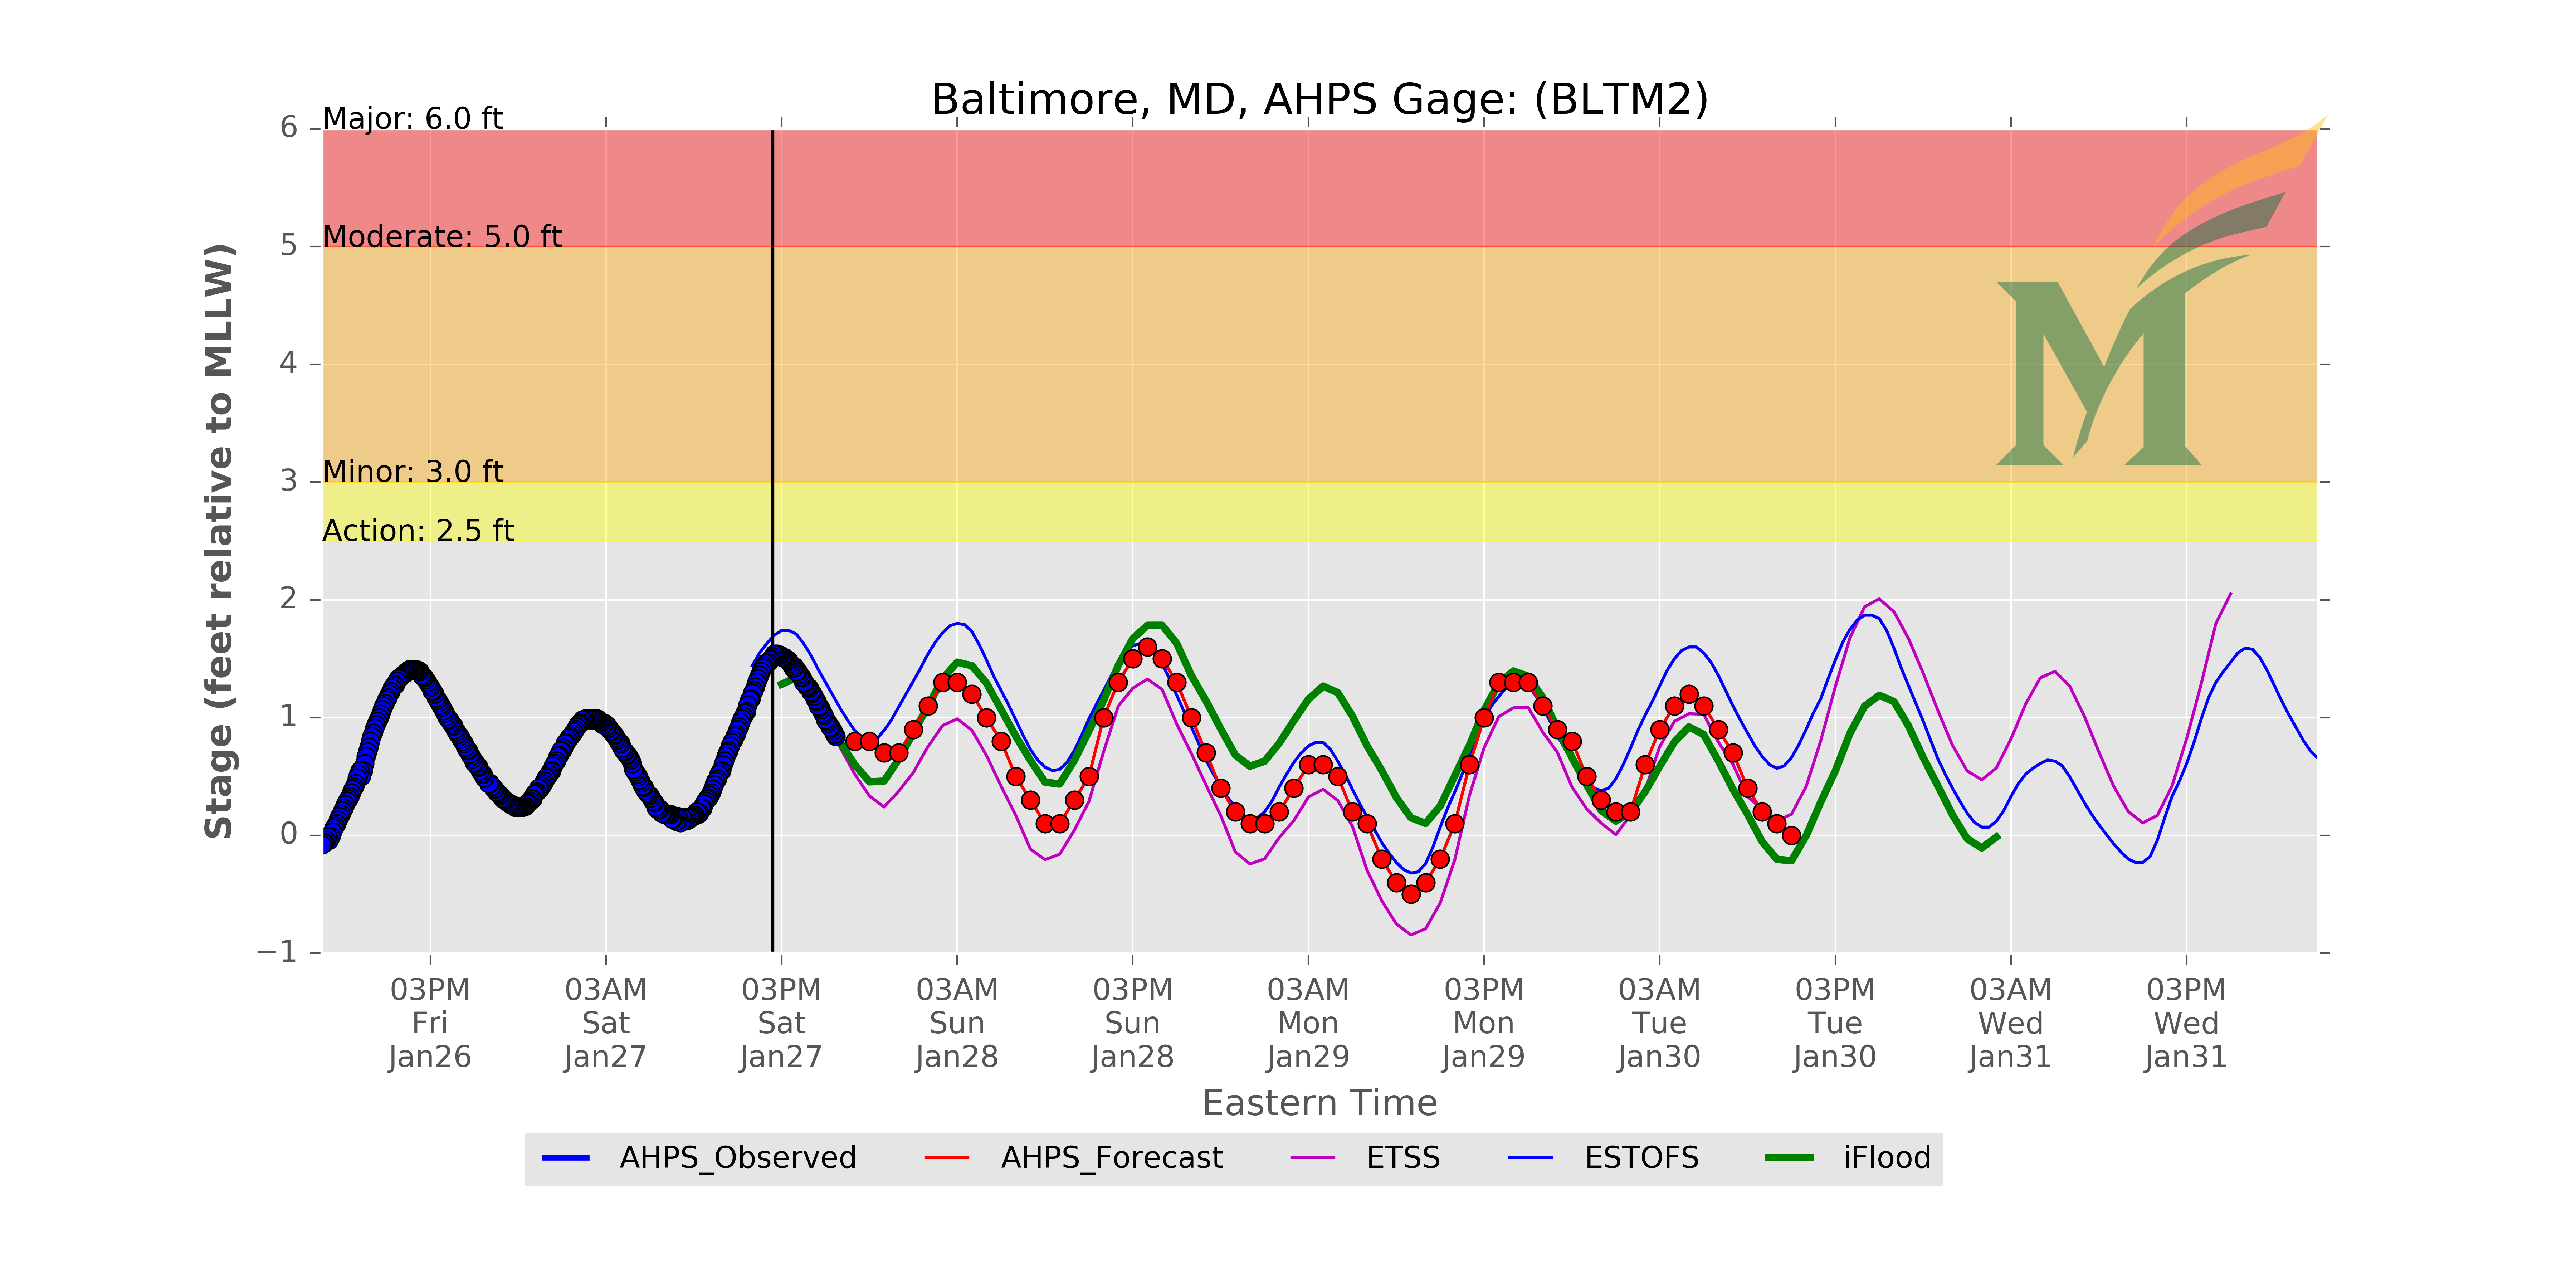 Baltimore, MD, AHPS Gage: (BLTM2)
Major: 6.0 ft
Moderate: 5.0 ft
Minor: 3.0 ft
Action: 2.5 ft
6
5
4
3
2
1
0
−1
Stage (feet relative to MLLW)
03PM
Fri
Jan26
03AM
Sat
Jan27
03PM
Sat
Jan27
03AM
Sun
Jan28
03PM
Sun
Jan28
03AM
Mon
Jan29
03PM
Mon
Jan29
03AM
Tue
Jan30
03PM
Tue
Jan30
03AM
Wed
Jan31
03PM
Wed
Jan31
Eastern Time
AHPS_Observed
AHPS_Forecast
ETSS
ESTOFS
iFlood
M